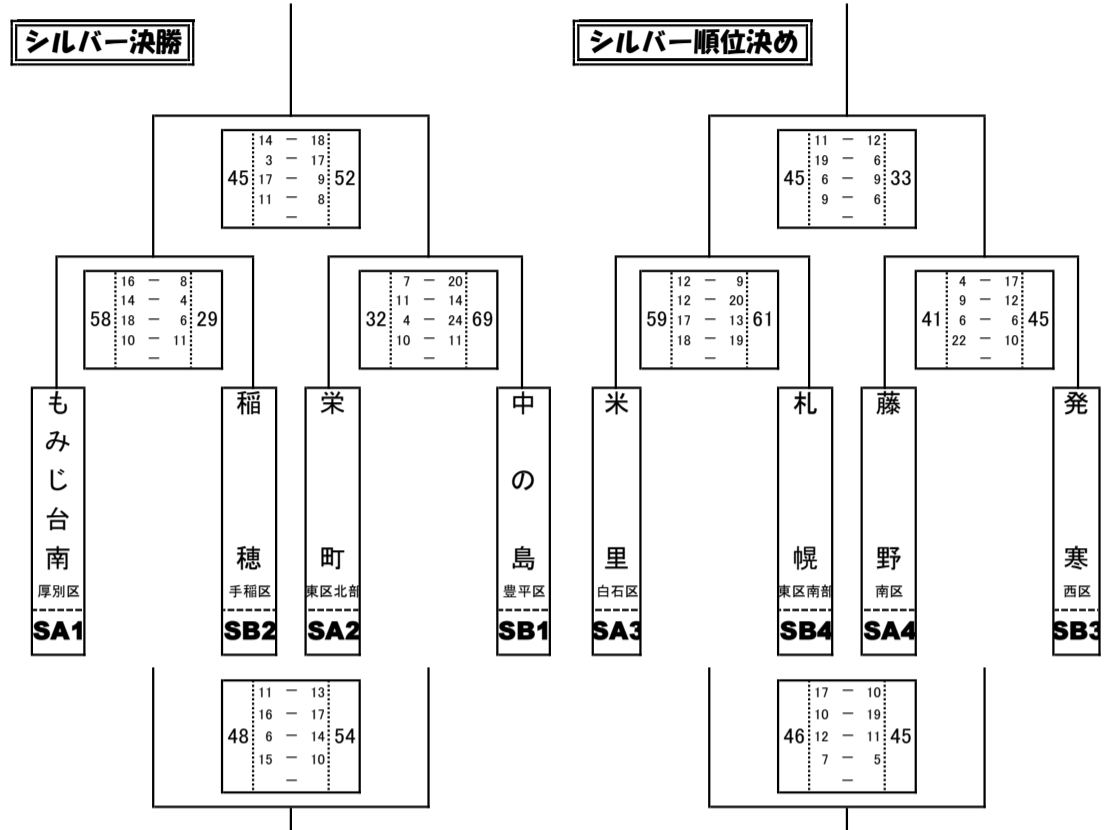 シルバー決勝
14 － 18
3 － 17
45 17 － 9 52
11 － 8
－
16 － 8
14 － 4
58 18 － 6 29
10 － 11
－
7 － 20
11 － 14
32 4 － 24 69
10 － 11
－
もみじ台南
厚別区
SA1
稲穂
手稲区
SB2
栄町
東区北部
SA2
中の島
豊平区
SB1
11 － 13
16 － 17
48 6 － 14 54
15 － 10
－
シルバー順位決め
11 － 12
19 － 6
45 6 － 9 33
9 － 6
－
12 － 9
12 － 20
59 17 － 13 61
18 － 19
－
4 － 17
9 － 12
41 6 － 6 45
22 － 10
－
米里
白石区
SA3
札幌
東区南部
SB4
藤野
南区
SA4
発寒
西区
SB3
17 － 10
10 － 19
46 12 － 11 45
7 － 5
－